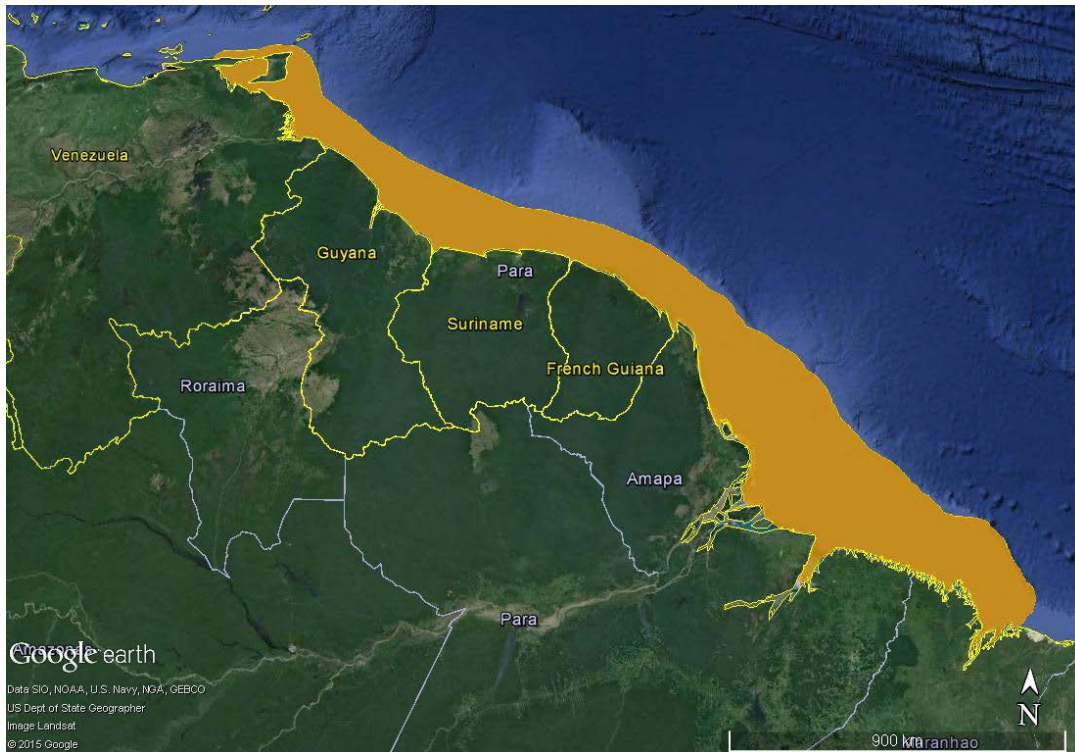 Venezuela
Guyana
Para
Suriname
French Guiana
Roraima
Amapa
Para
Amazonas
Google earth
Data SIO, NOAA, U.S. Navy, NGA, GEBCO
US Dept of State Geographer
Image Landsat
© 2015 Google
N
900 km
Maranhao